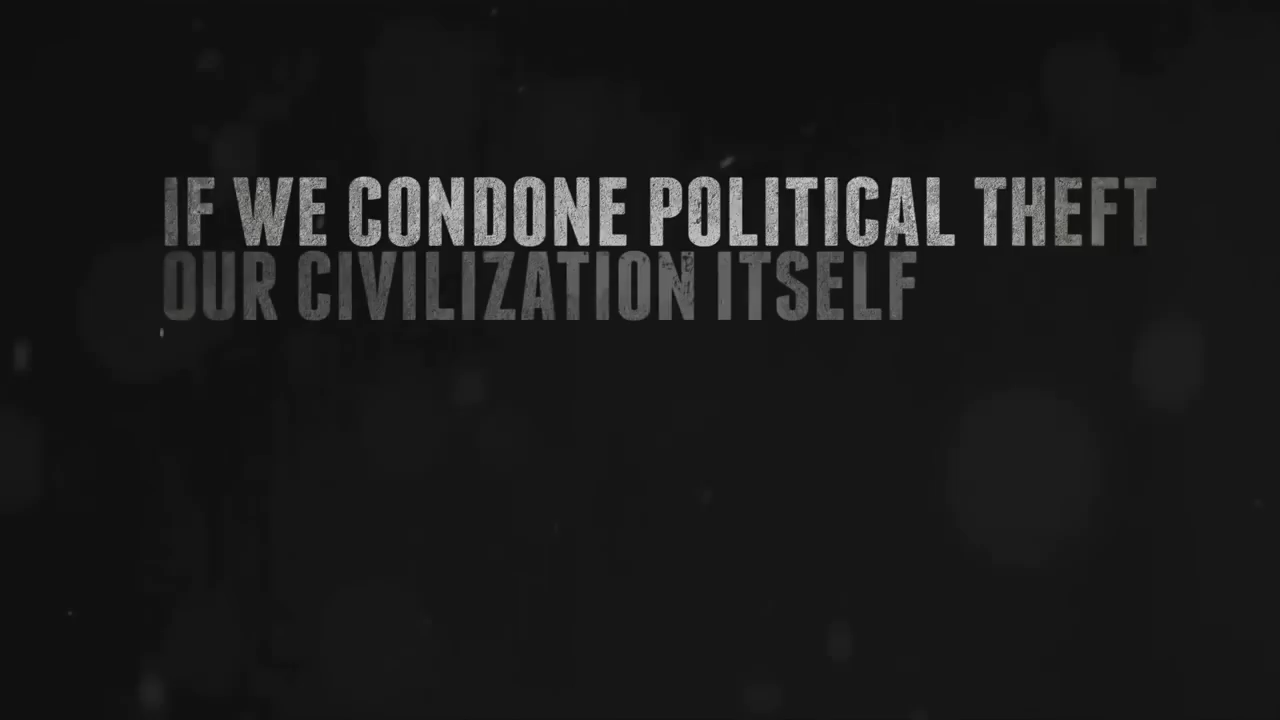 IF WE CONDONE POLITICAL THEFT
OUR CIVILIZATION ITSELF